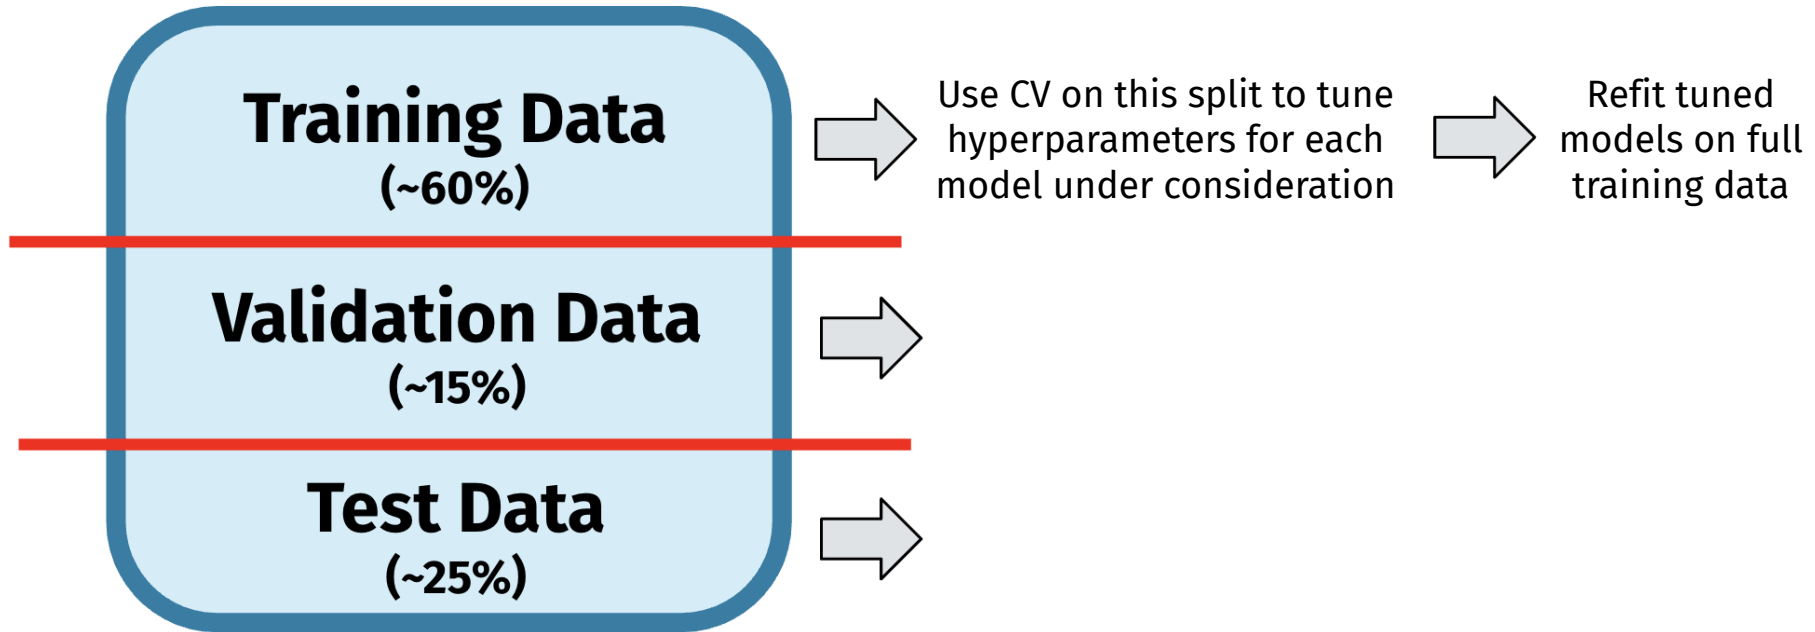 Training Data
(~60%)
Use CV on this split to tune
hyperparameters for each
model under consideration
Refit tuned
models on full
training data
Validation Data
(~15%)
Test Data
(~25%)